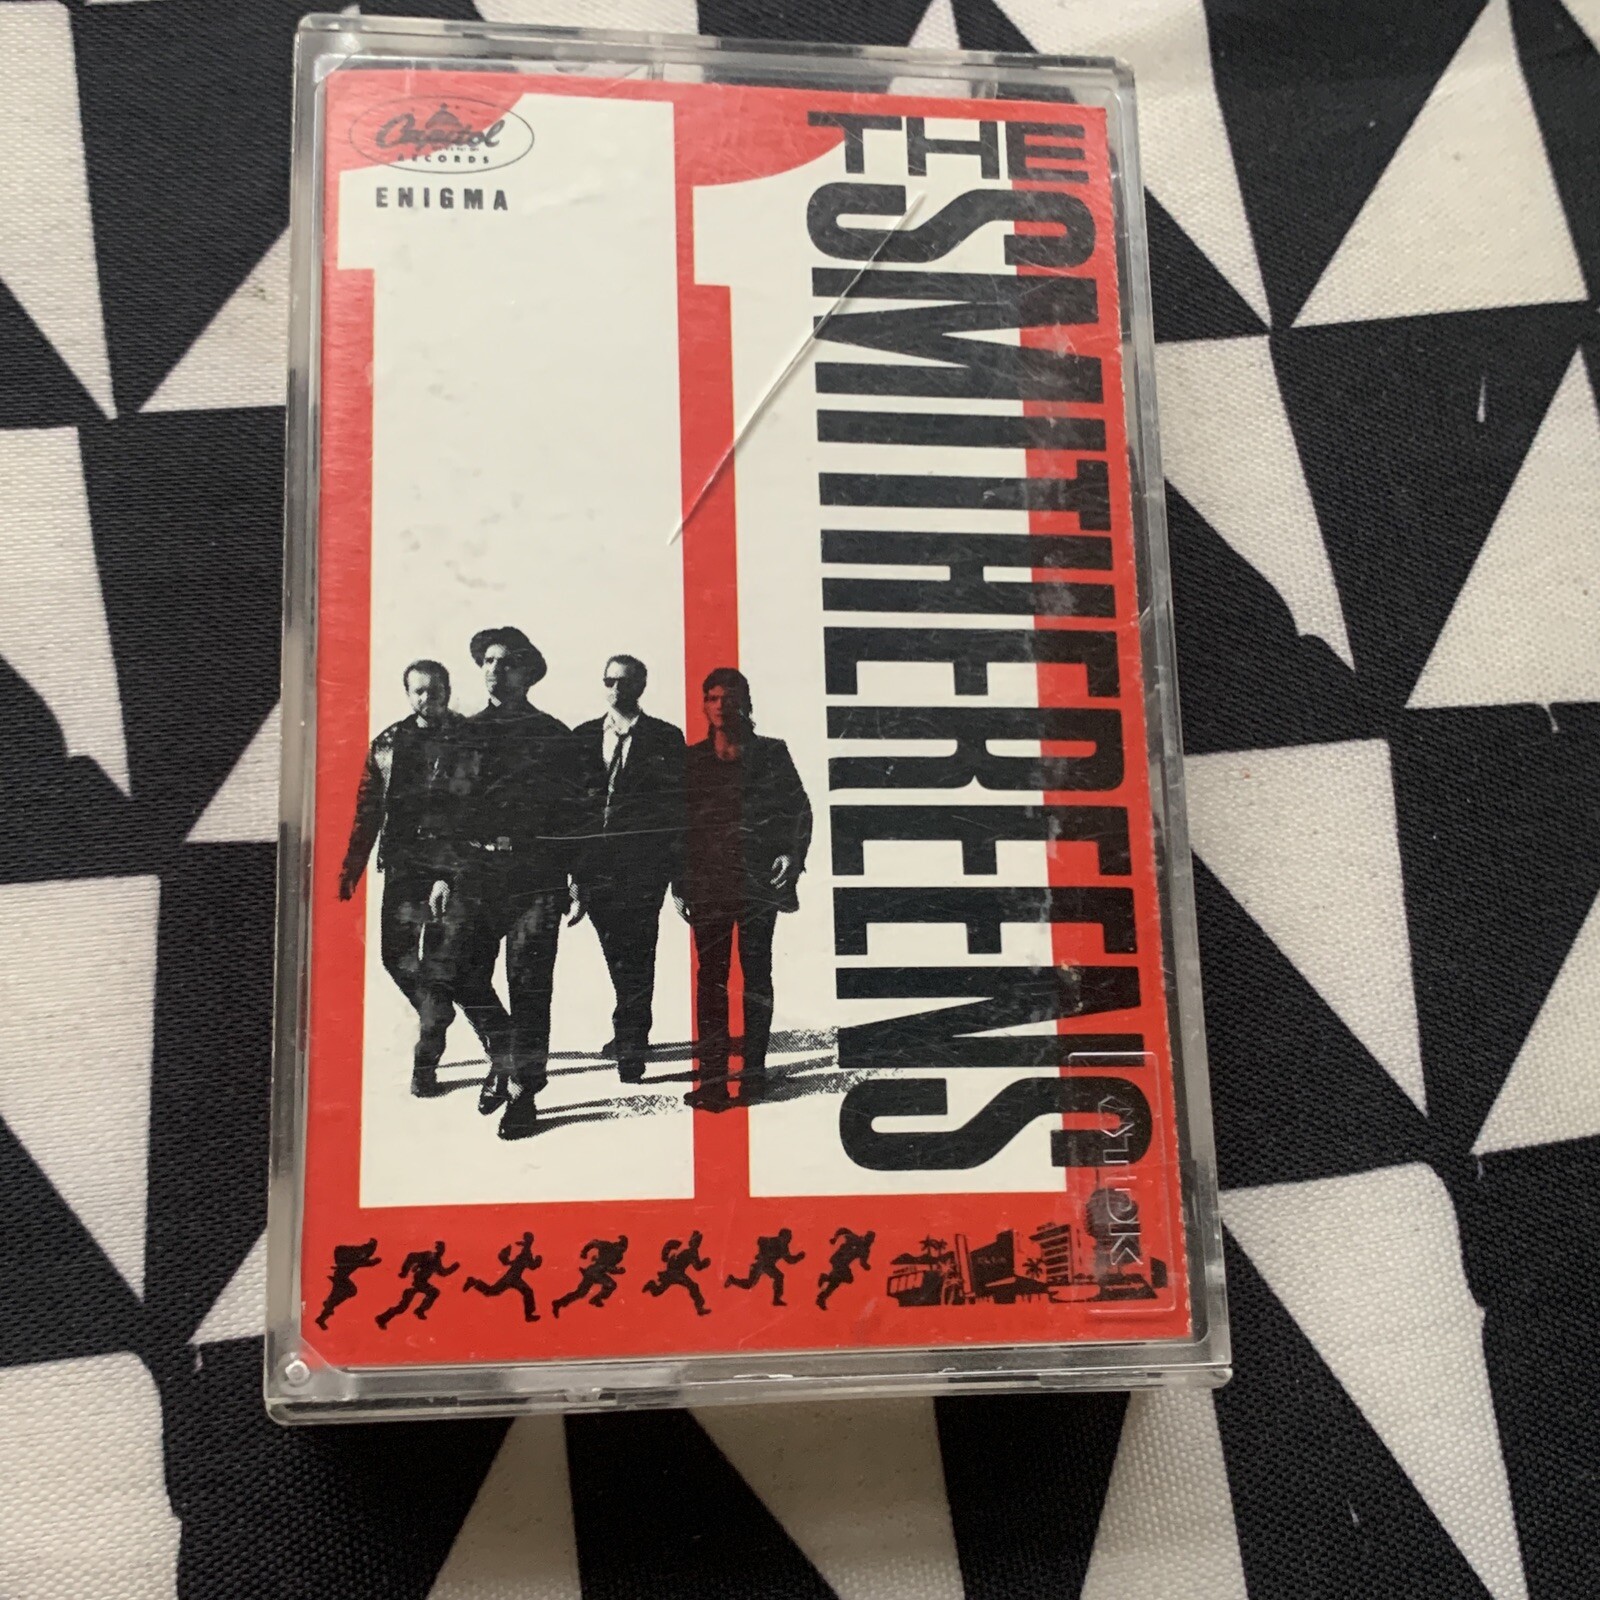 Capitol
RECORDS
ENIGMA
11
THE
SMITHEREENS